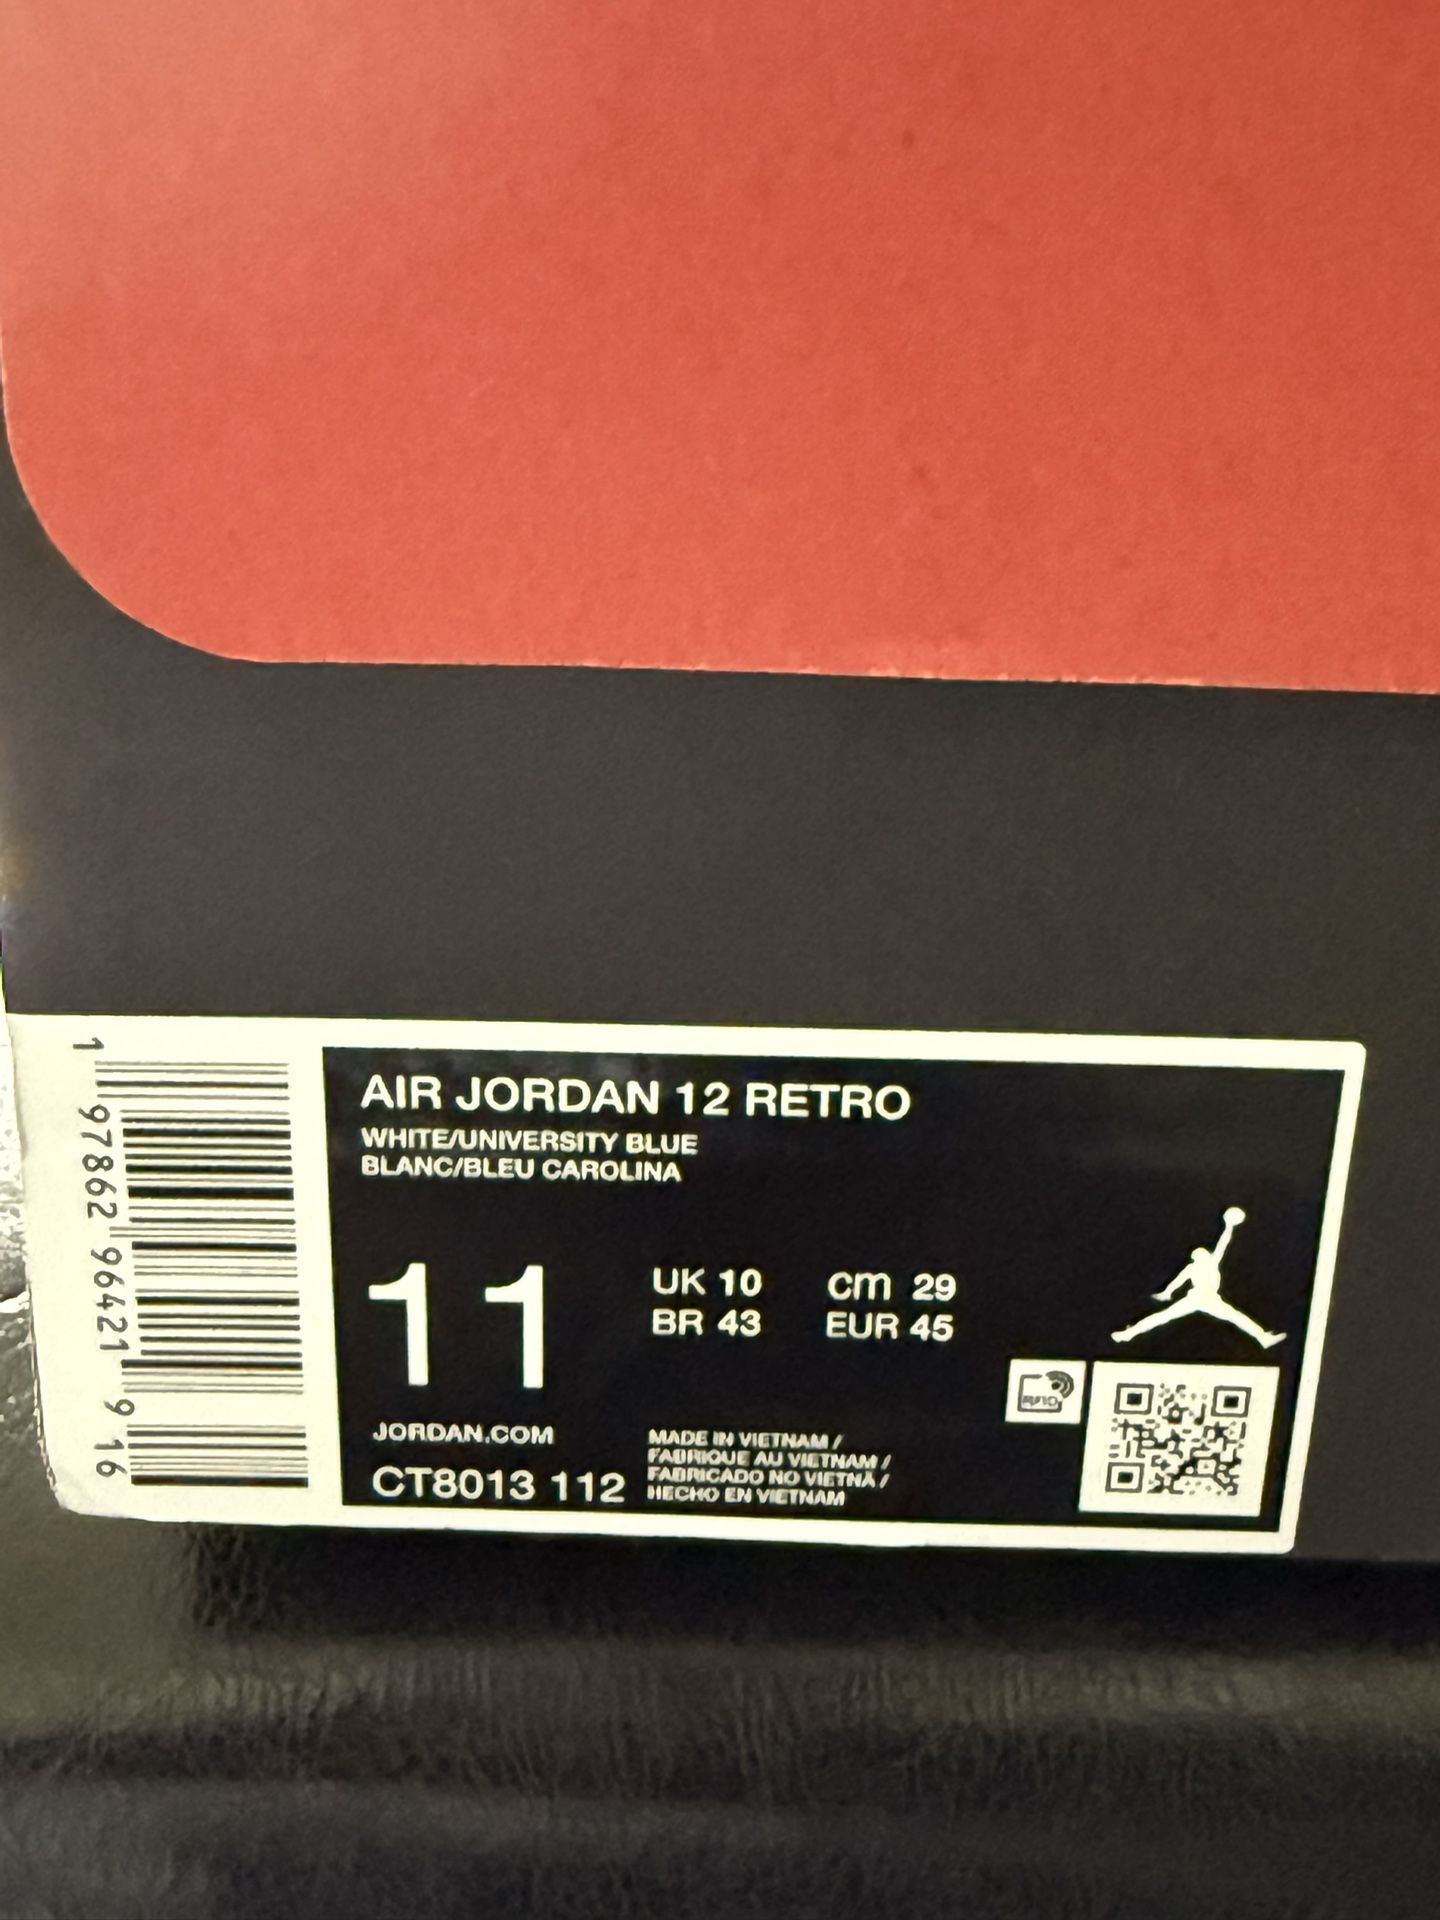 AIR JORDAN 12 RETRO
WHITE/UNIVERSITY BLUE
BLANC/BLEU CAROLINA
11
UK 10 cm 29
BR 43 EUR 45
JORDAN.COM
CT8013 112
MADE IN VIETNAM /
FABRIQUE AU VIETNAM /
FABRICADO NO VIETNÃ /
HECHO EN VIETNAM
RFID
1 97862 96421 9 16